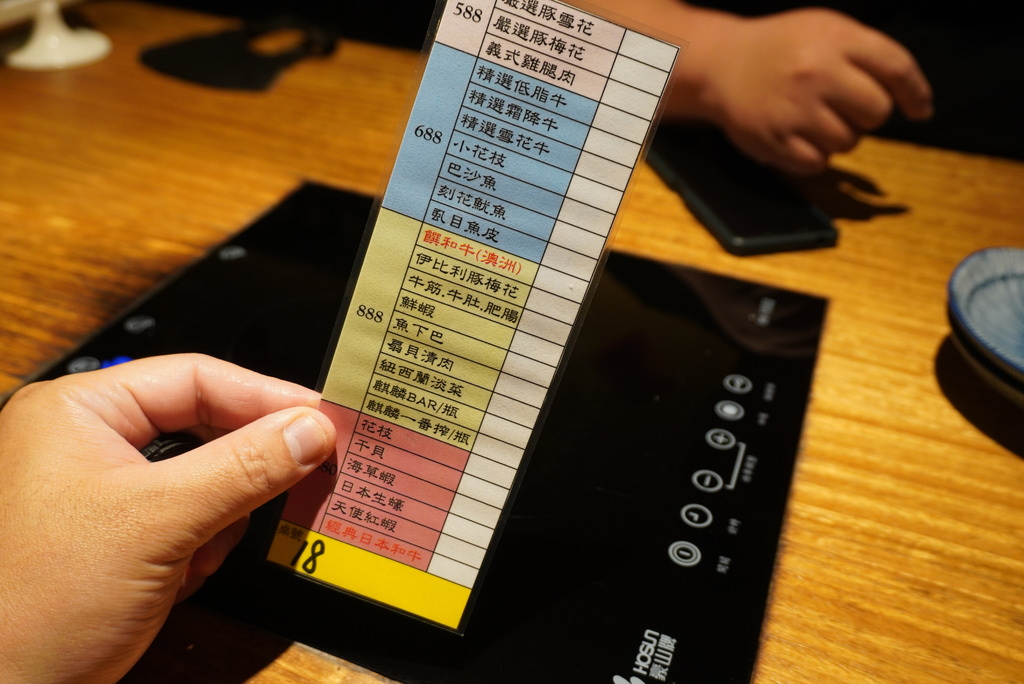 588
嚴選豚雪花
嚴選豚梅花
義式雞腿肉
688
精選低脂牛
精選霜降牛
精選雪花牛
小花枝
巴沙魚
刻花魷魚
虱目魚皮
888
饌和牛(澳洲)
伊比利豚梅花
牛筋.牛肚.肥腸
鮮蝦
魚下巴
扇貝清肉
紐西蘭淡菜
麒麟BAR/瓶
麒麟一番搾/瓶
80
花枝
干貝
海草蝦
日本生蠔
天使紅蝦
經典日本和牛
編號
18
HOSUN
豪山牌